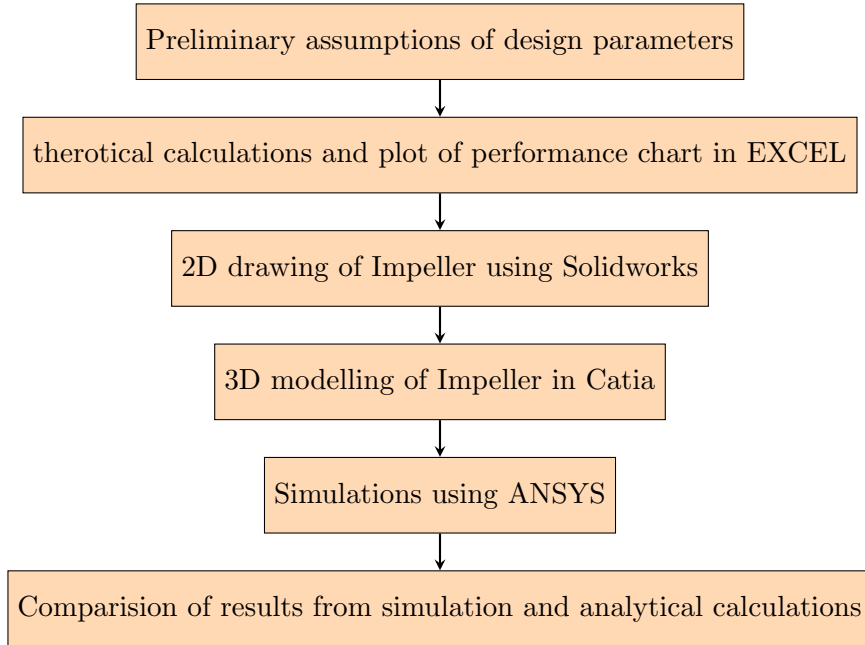 Preliminary assumptions of design parameters
therotical calculations and plot of performance chart in EXCEL
2D drawing of Impeller using Solidworks
3D modelling of Impeller in Catia
Simulations using ANSYS
Comparision of results from simulation and analytical calculations